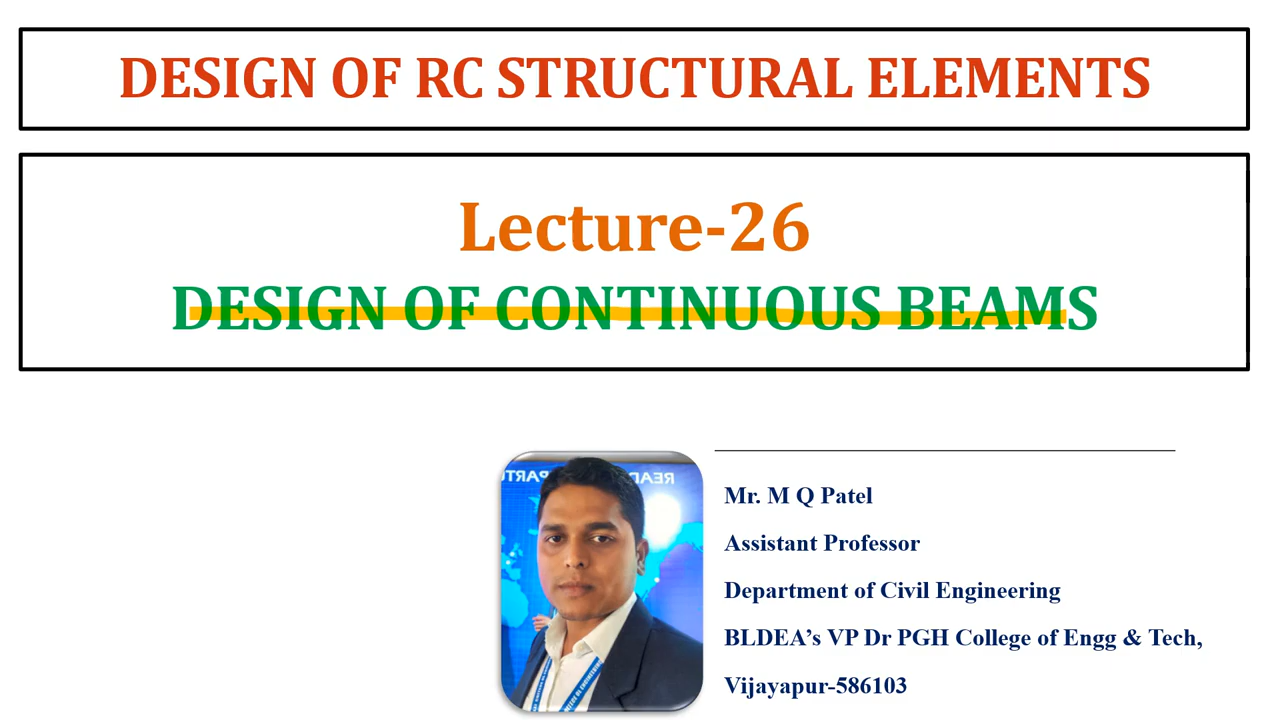 DESIGN OF RC STRUCTURAL ELEMENTS
Lecture-26
DESIGN OF CONTINUOUS BEAMS
Mr. M Q Patel
Assistant Professor
Department of Civil Engineering
BLDEA’s VP Dr PGH College of Engg & Tech,
Vijayapur-586103